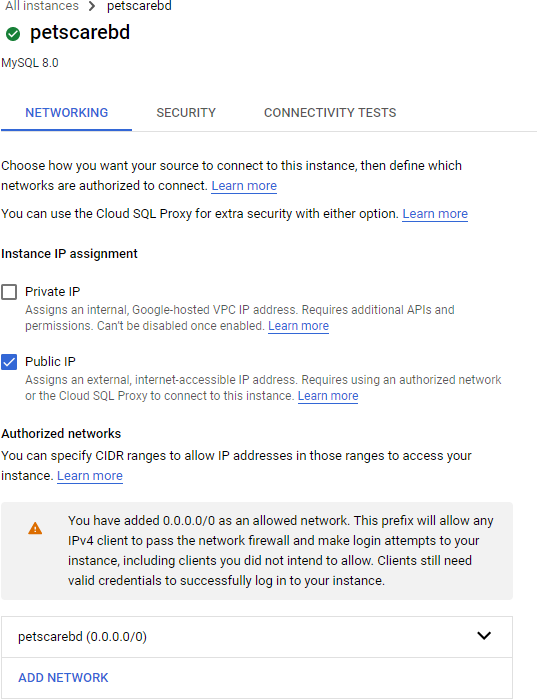 All instances > petscarebd
petscarebd
MySQL 8.0
NETWORKING SECURITY CONNECTIVITY TESTS
Choose how you want your source to connect to this instance, then define which
networks are authorized to connect. Learn more
You can use the Cloud SQL Proxy for extra security with either option. Learn more
Instance IP assignment
Private IP
Assigns an internal, Google-hosted VPC IP address. Requires additional APIs and
permissions. Can't be disabled once enabled. Learn more
Public IP
Assigns an external, internet-accessible IP address. Requires using an authorized network
or the Cloud SQL Proxy to connect to this instance. Learn more
Authorized networks
You can specify CIDR ranges to allow IP addresses in those ranges to access your
instance. Learn more
You have added 0.0.0.0/0 as an allowed network. This prefix will allow any
IPv4 client to pass the network firewall and make login attempts to your
instance, including clients you did not intend to allow. Clients still need
valid credentials to successfully log in to your instance.
petscarebd (0.0.0.0/0)
ADD NETWORK